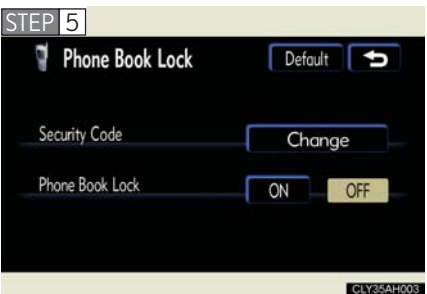 STEP 5
Phone Book Lock Default
Security Code Change
Phone Book Lock ON OFF
CLY35AH003